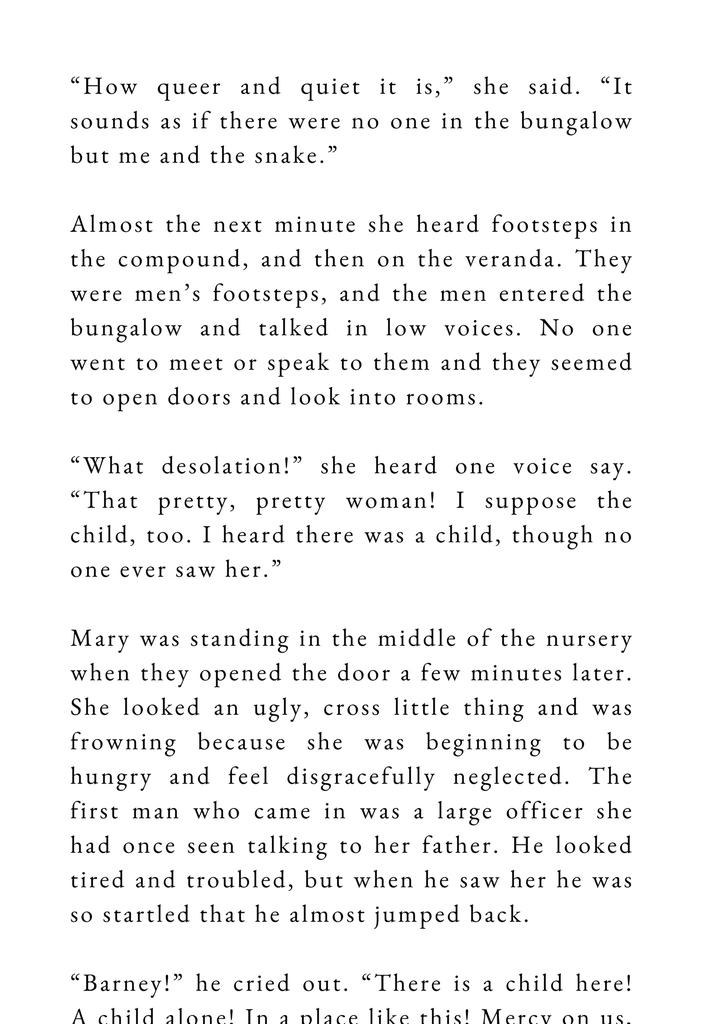 “How queer and quiet it is,” she said. “It
sounds as if there were no one in the bungalow
but me and the snake.”
Almost the next minute she heard footsteps in
the compound, and then on the veranda. They
were men’s footsteps, and the men entered the
bungalow and talked in low voices. No one
went to meet or speak to them and they seemed
to open doors and look into rooms.
“What desolation!” she heard one voice say.
“That pretty, pretty woman! I suppose the
child, too. I heard there was a child, though no
one ever saw her.”
Mary was standing in the middle of the nursery
when they opened the door a few minutes later.
She looked an ugly, cross little thing and was
frowning because she was beginning to be
hungry and feel disgracefully neglected. The
first man who came in was a large officer she
had once seen talking to her father. He looked
tired and troubled, but when he saw her he was
so startled that he almost jumped back.
“Barney!” he cried out. “There is a child here!
A child alone! In a place like this! Mercy on us,